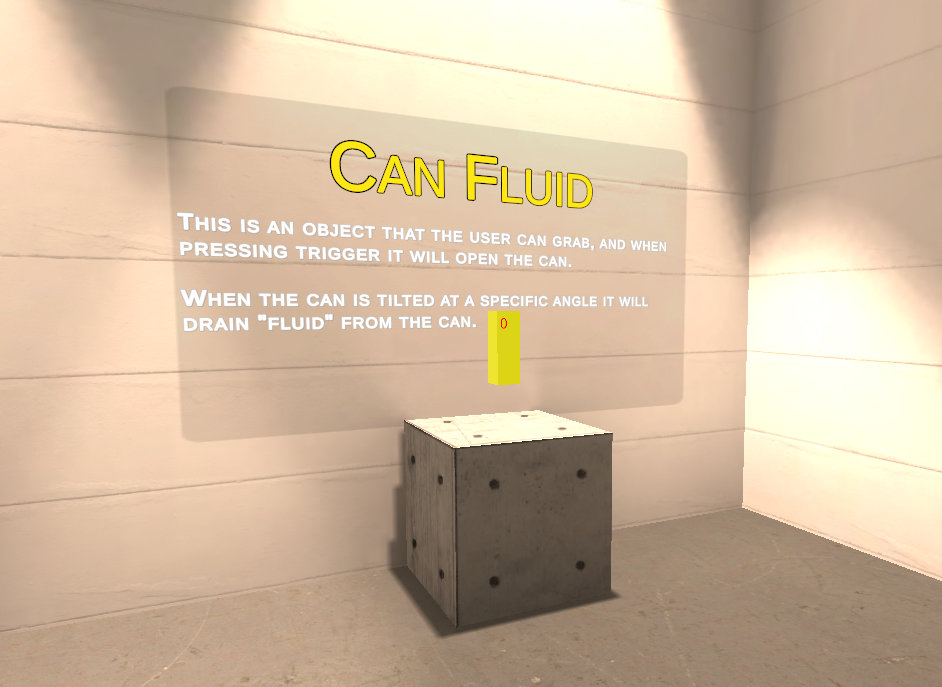 Can Fluid
This is an object that the user can grab, and when
pressing trigger it will open the can.
When the can is tilted at a specific angle it will
drain "fluid" from the can.
0